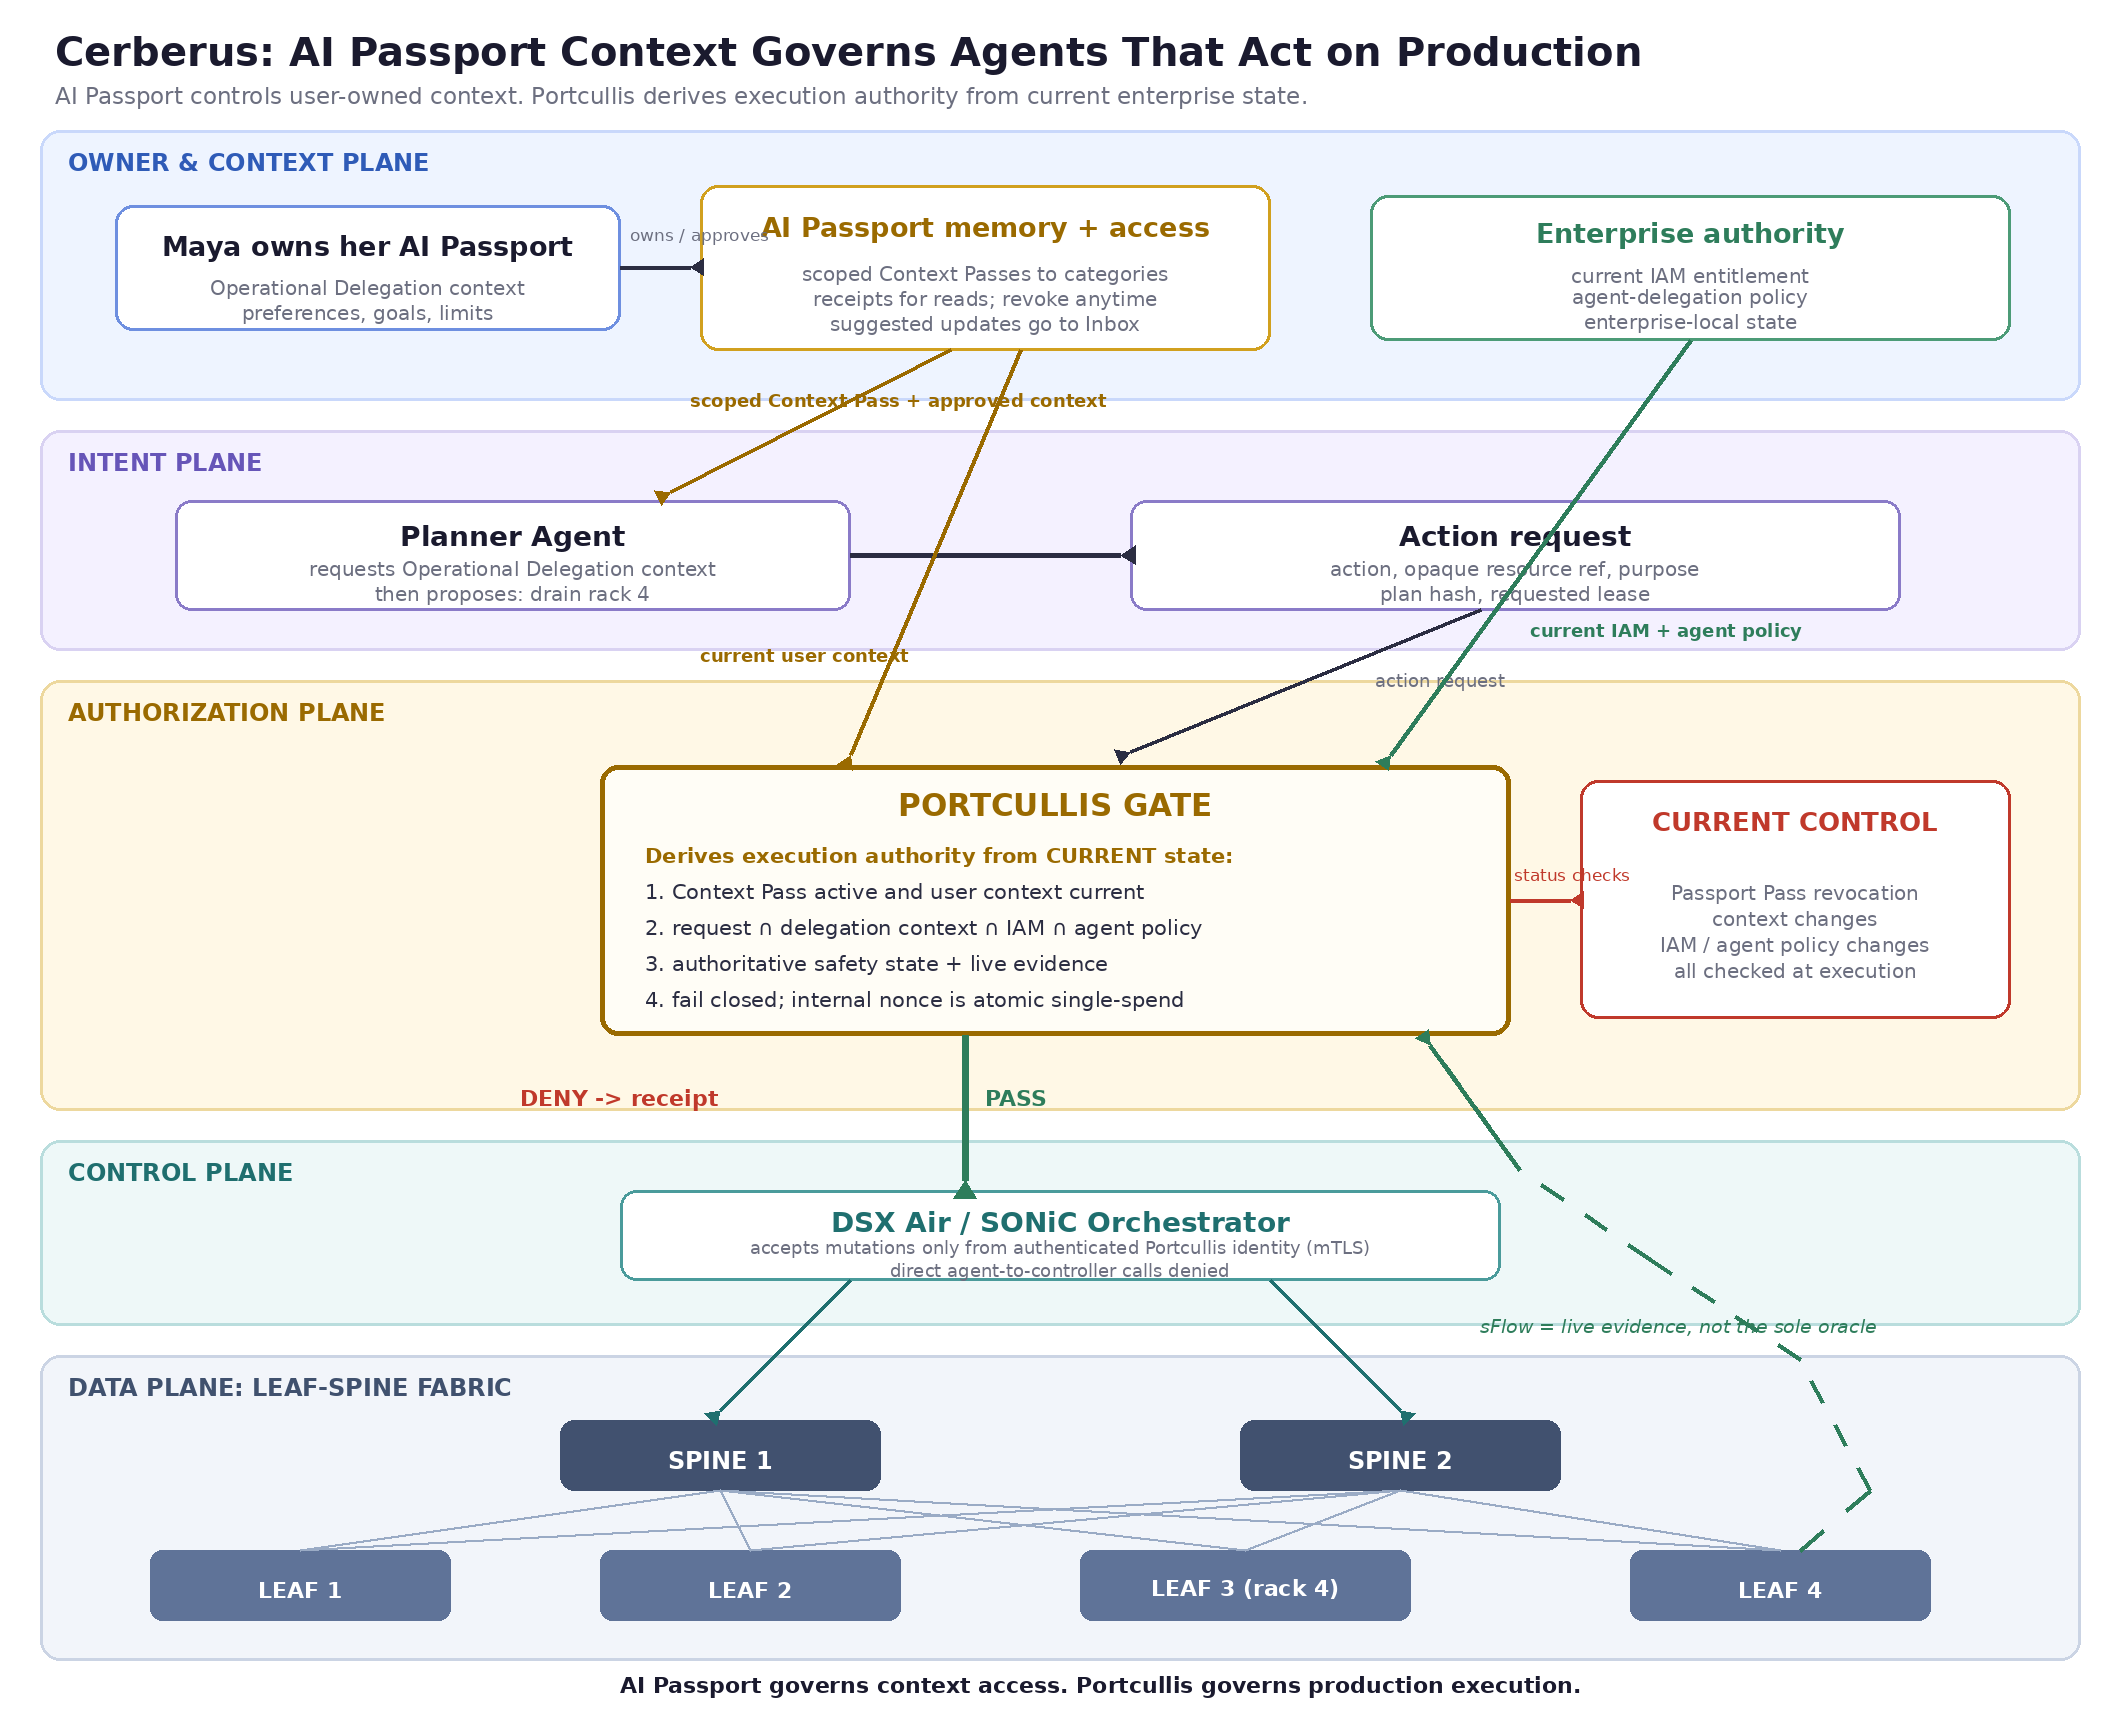 Cerberus: AI Passport Context Governs Agents That Act on Production
AI Passport controls user-owned context. Portcullis derives execution authority from current enterprise state.
OWNER & CONTEXT PLANE
Maya owns her AI Passport
Operational Delegation context
preferences, goals, limits
owns / approves
AI Passport memory + access
scoped Context Passes to categories
receipts for reads; revoke anytime
suggested updates go to Inbox
Enterprise authority
current IAM entitlement
agent-delegation policy
enterprise-local state
scoped Context Pass + approved context
INTENT PLANE
Planner Agent
requests Operational Delegation context
then proposes: drain rack 4
Action request
action, opaque resource ref, purpose
plan hash, requested lease
current IAM + agent policy
current user context
action request
AUTHORIZATION PLANE
PORTCULLIS GATE
Derives execution authority from CURRENT state:
1. Context Pass active and user context current
2. request ∩ delegation context ∩ IAM ∩ agent policy
3. authoritative safety state + live evidence
4. fail closed; internal nonce is atomic single-spend
status checks
CURRENT CONTROL
Passport Pass revocation
context changes
IAM / agent policy changes
all checked at execution
DENY -> receipt
PASS
CONTROL PLANE
DSX Air / SONiC Orchestrator
accepts mutations only from authenticated Portcullis identity (mTLS)
direct agent-to-controller calls denied
sFlow = live evidence, not the sole oracle
DATA PLANE: LEAF-SPINE FABRIC
SPINE 1
SPINE 2
LEAF 1
LEAF 2
LEAF 3 (rack 4)
LEAF 4
AI Passport governs context access. Portcullis governs production execution.